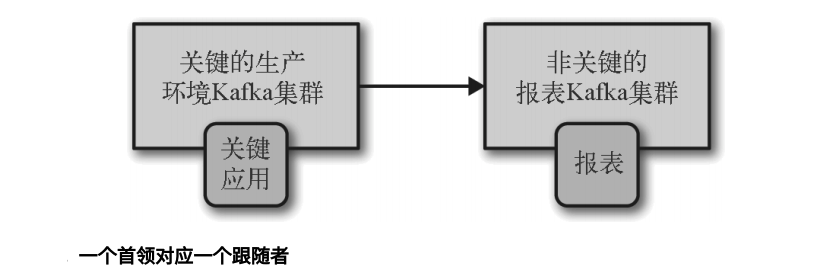 关键的生产
环境Kafka集群
关键
应用
非关键的
报表Kafka集群
报表
一个首领对应一个跟随者